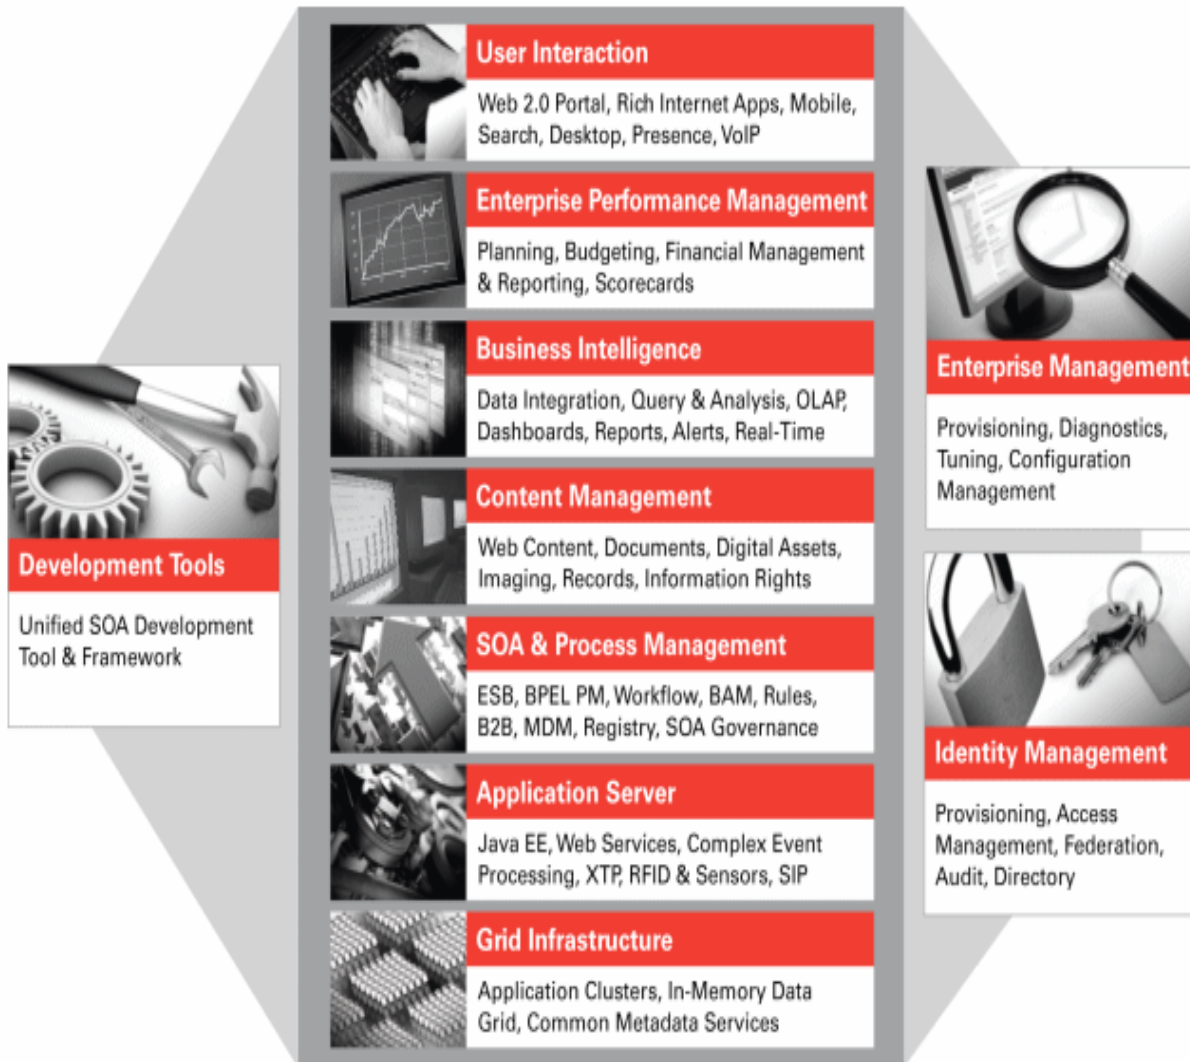 User Interaction
Web 2.0 Portal, Rich Internet Apps, Mobile,
Search, Desktop, Presence, VoIP
Enterprise Performance Management
Planning, Budgeting, Financial Management
& Reporting, Scorecards
Business Intelligence
Data Integration, Query & Analysis, OLAP,
Dashboards, Reports, Alerts, Real-Time
Content Management
Web Content, Documents, Digital Assets,
Imaging, Records, Information Rights
SOA & Process Management
ESB, BPEL PM, Workflow, BAM, Rules,
B2B, MDM, Registry, SOA Governance
Application Server
Java EE, Web Services, Complex Event
Processing, XTP, RFID & Sensors, SIP
Grid Infrastructure
Application Clusters, In-Memory Data
Grid, Common Metadata Services
Development Tools
Unified SOA Development
Tool & Framework
Enterprise Management
Provisioning, Diagnostics,
Tuning, Configuration
Management
Identity Management
Provisioning, Access
Management, Federation,
Audit, Directory